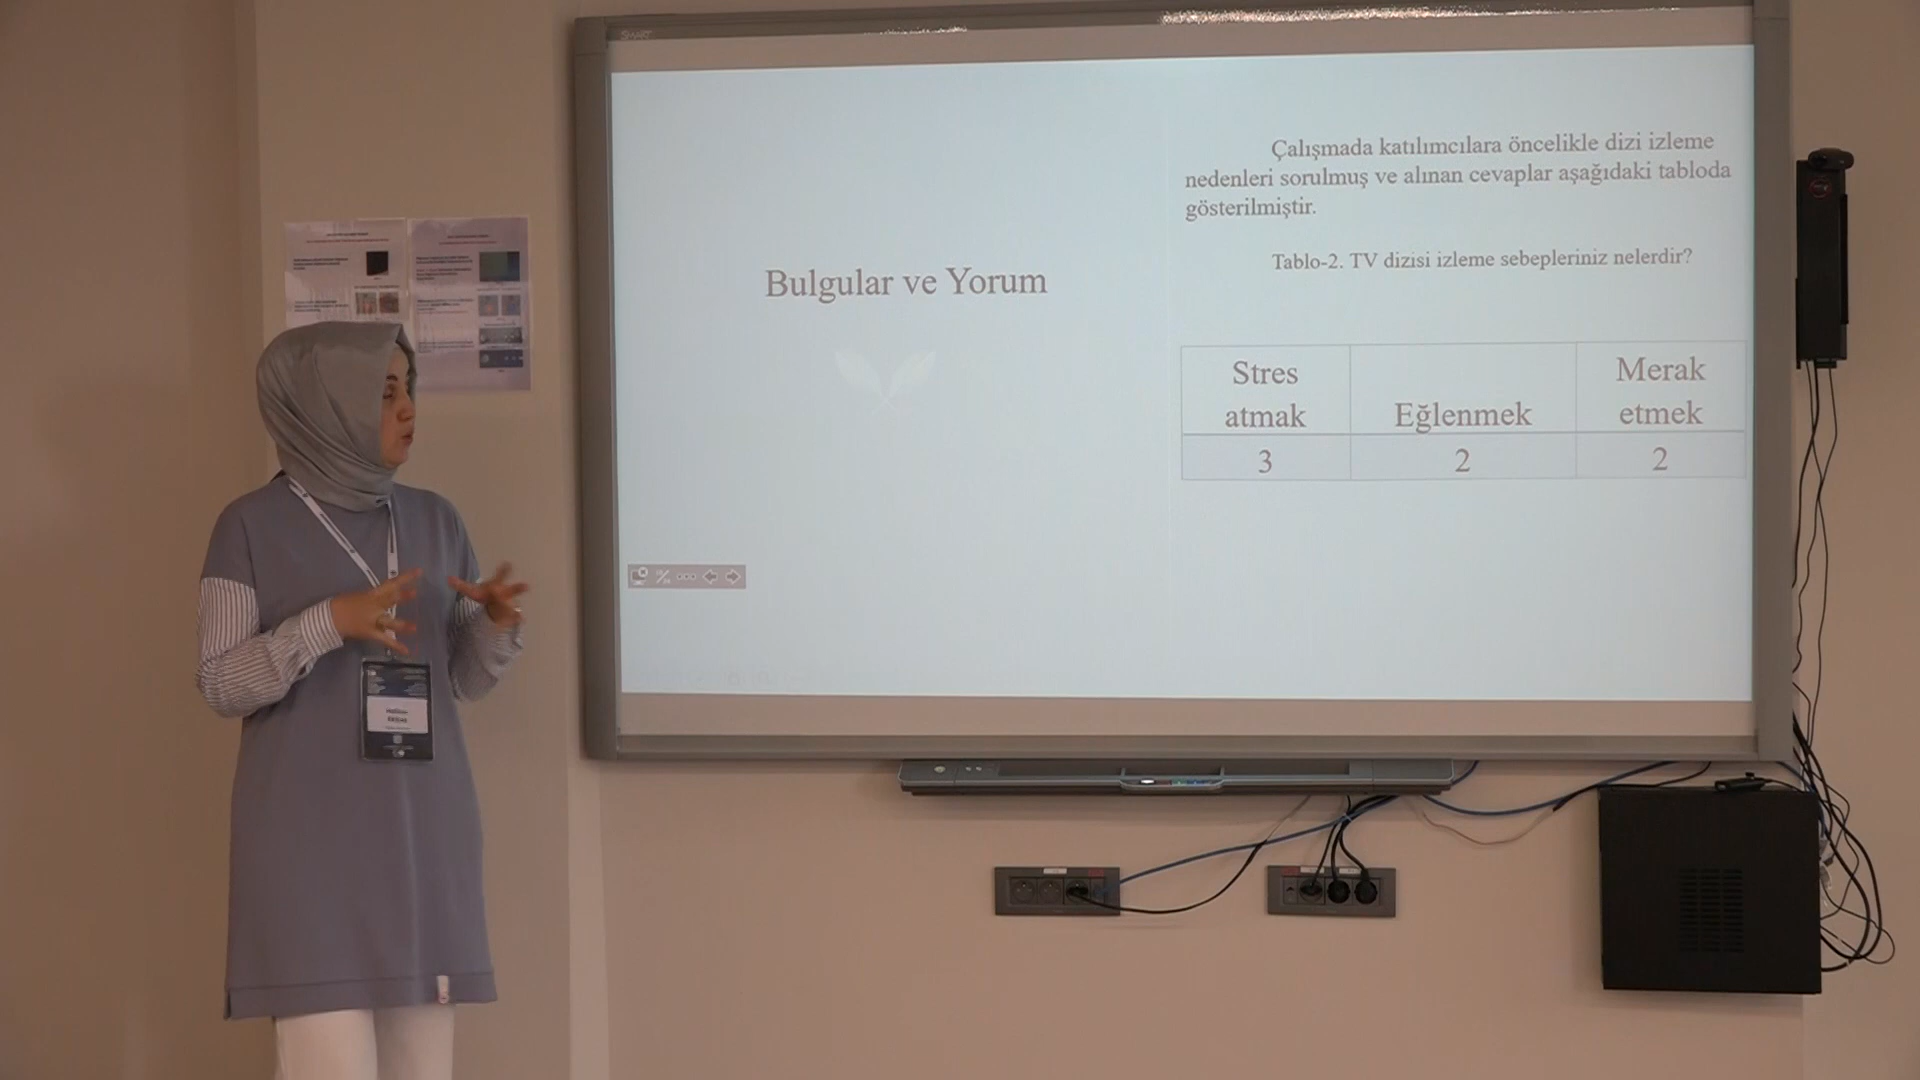 SMART
Bulgular ve Yorum
Çalışmada katılımcılara öncelikle dizi izleme
nedenleri sorulmuş ve alınan cevaplar aşağıdaki tabloda
gösterilmiştir.
Tablo-2. TV dizisi izleme sebepleriniz nelerdir?
Stres
atmak
Eğlenmek
Merak
etmek
3
2
2